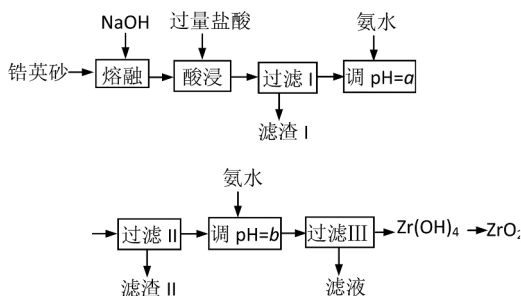 NaOH 过量盐酸 氨水
锆英砂 熔融 酸浸 过滤 I 调 pH=a
滤渣 I
氨水
过滤 II 调 pH=b 过滤Ⅲ Zr(OH)₄ ZrO₂
滤渣 II 滤液